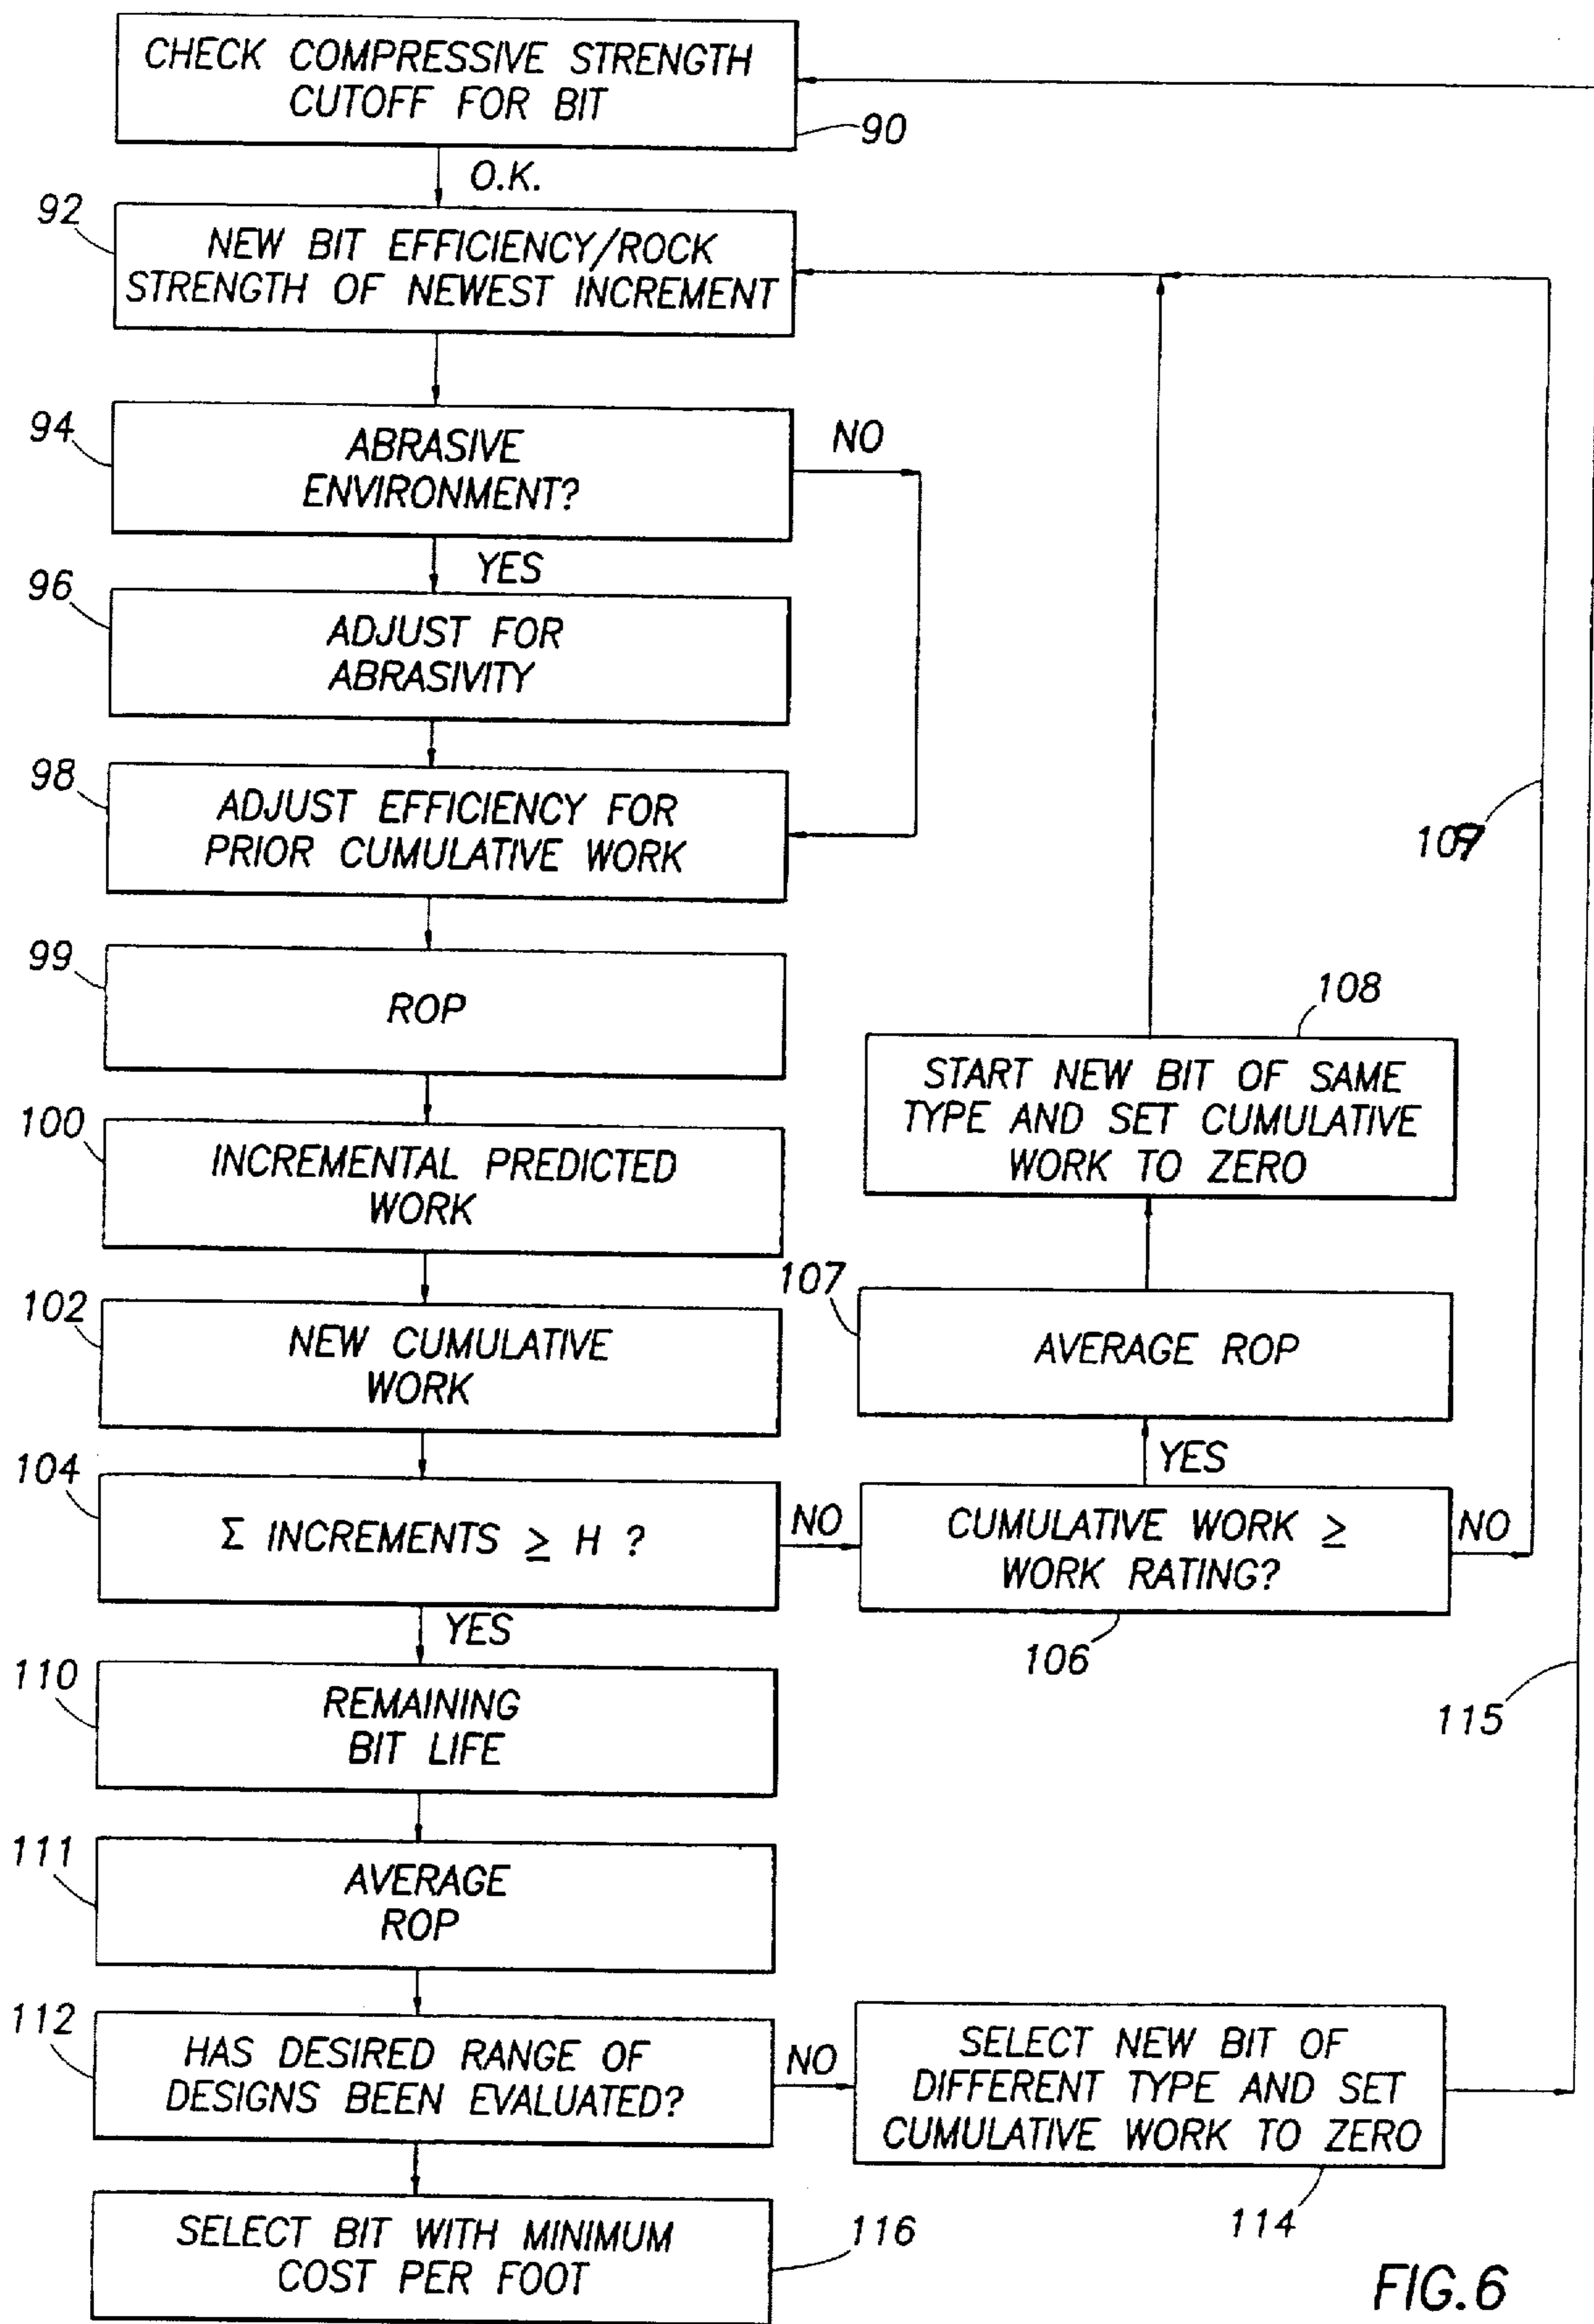 CHECK COMPRESSIVE STRENGTH
CUTOFF FOR BIT
90
O.K.
92
NEW BIT EFFICIENCY/ROCK
STRENGTH OF NEWEST INCREMENT
94
ABRASIVE
ENVIRONMENT?
NO
YES
96
ADJUST FOR
ABRASIVITY
98
ADJUST EFFICIENCY FOR
PRIOR CUMULATIVE WORK
109
99
ROP
108
START NEW BIT OF SAME
TYPE AND SET CUMULATIVE
WORK TO ZERO
100
INCREMENTAL PREDICTED
WORK
107
AVERAGE ROP
102
NEW CUMULATIVE
WORK
YES
104
Σ INCREMENTS ≥ H ?
NO
CUMULATIVE WORK ≥
WORK RATING?
NO
106
YES
110
REMAINING
BIT LIFE
115
111
AVERAGE
ROP
112
HAS DESIRED RANGE OF
DESIGNS BEEN EVALUATED?
NO
SELECT NEW BIT OF
DIFFERENT TYPE AND SET
CUMULATIVE WORK TO ZERO
114
SELECT BIT WITH MINIMUM
COST PER FOOT
116
FIG.6